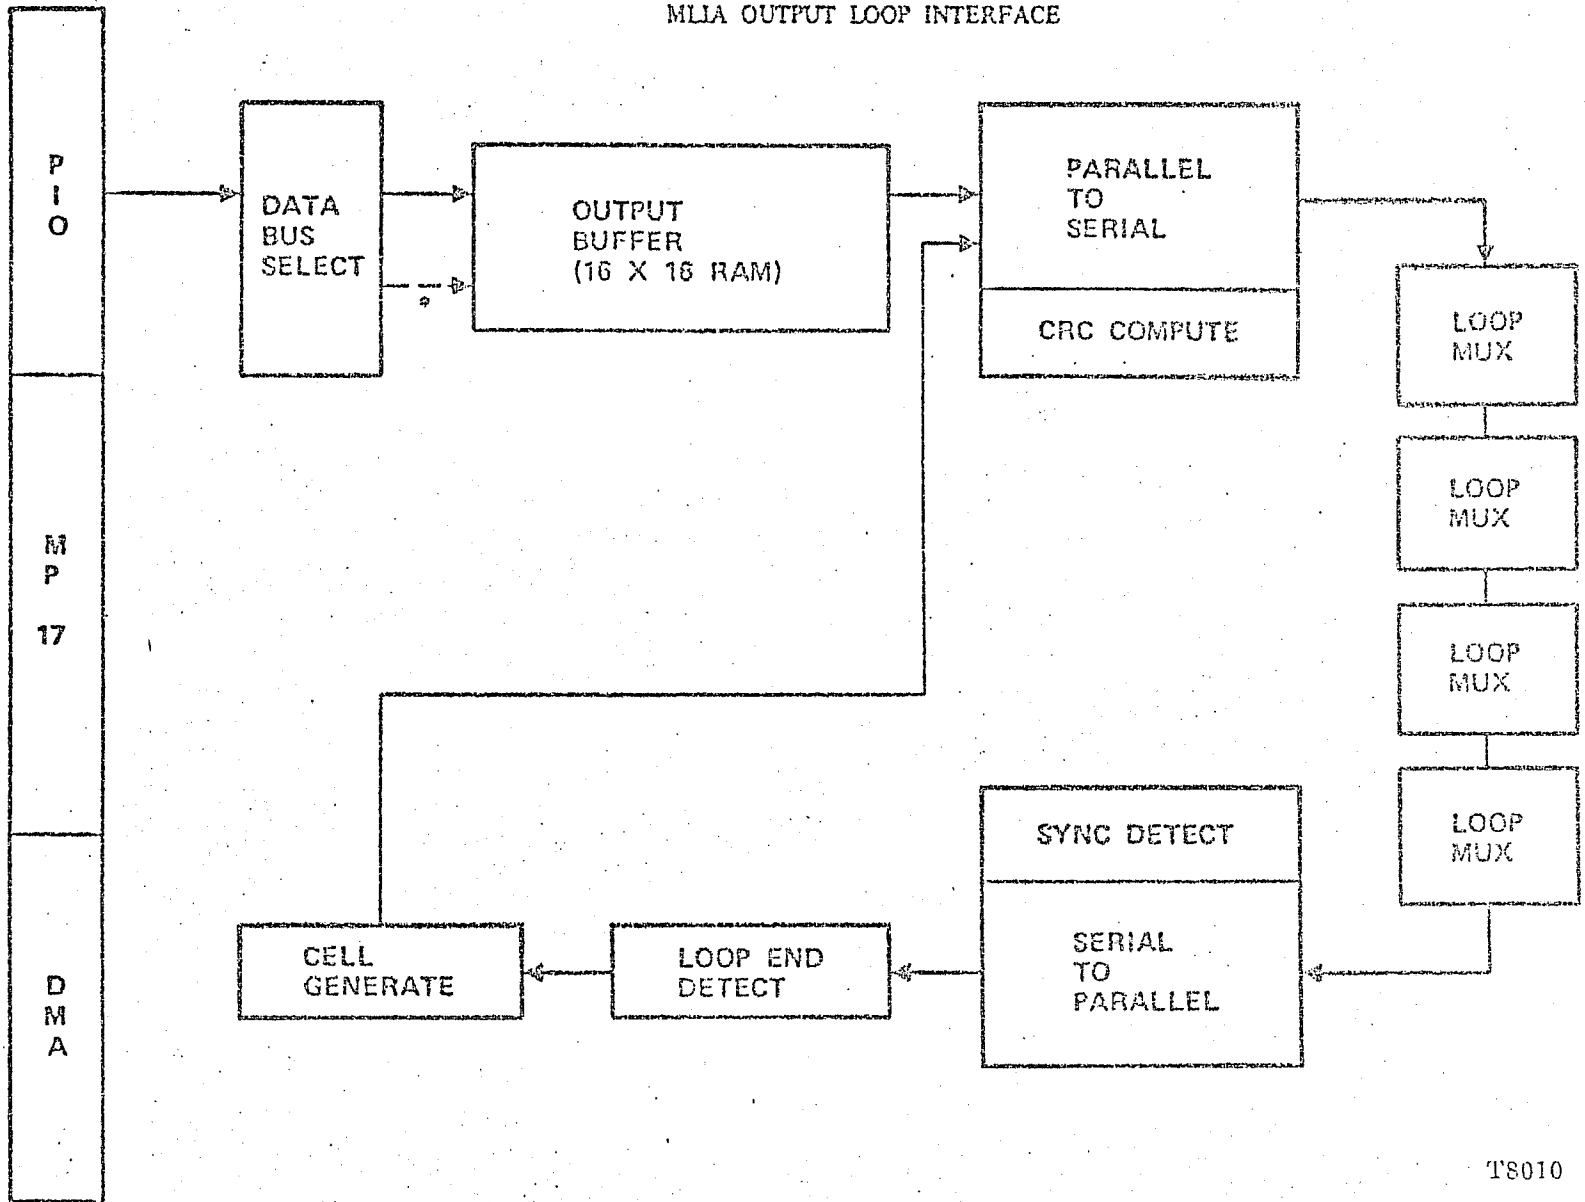 MLIA OUTPUT LOOP INTERFACE
P
I
O
M
P
17
D
M
A
DATA
BUS
SELECT
OUTPUT
BUFFER
(16 X 16 RAM)
PARALLEL
TO
SERIAL
CRC COMPUTE
LOOP
MUX
LOOP
MUX
LOOP
MUX
LOOP
MUX
SYNC DETECT
SERIAL
TO
PARALLEL
LOOP END
DETECT
CELL
GENERATE
T8010